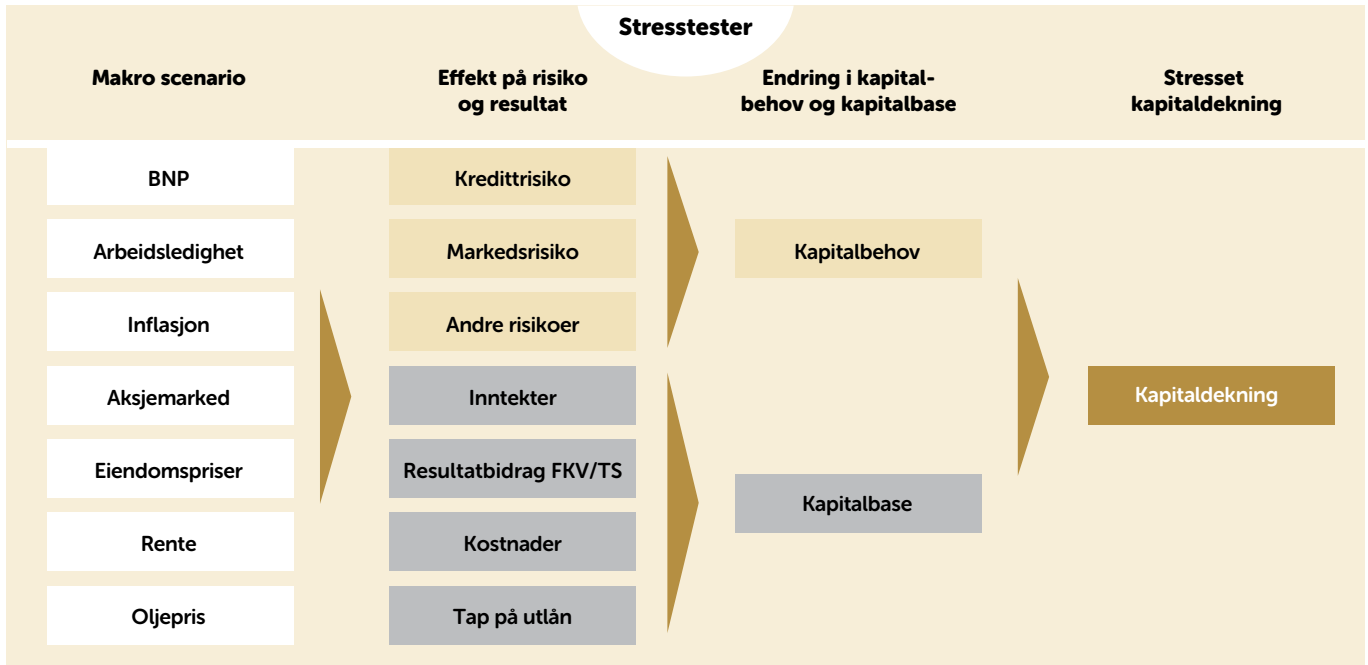 Stresstester
Makro scenario
Effekt på risiko
og resultat
Endring i kapital-
behov og kapitalbase
Stresset
kapitaldekning
BNP
Arbeidsledighet
Inflasjon
Aksjemarked
Eiendomspriser
Rente
Oljepris
Kredittrisiko
Markedsrisiko
Andre risikoer
Inntekter
Resultatbidrag FKV/TS
Kostnader
Tap på utlån
Kapitalbehov
Kapitalbase
Kapitaldekning